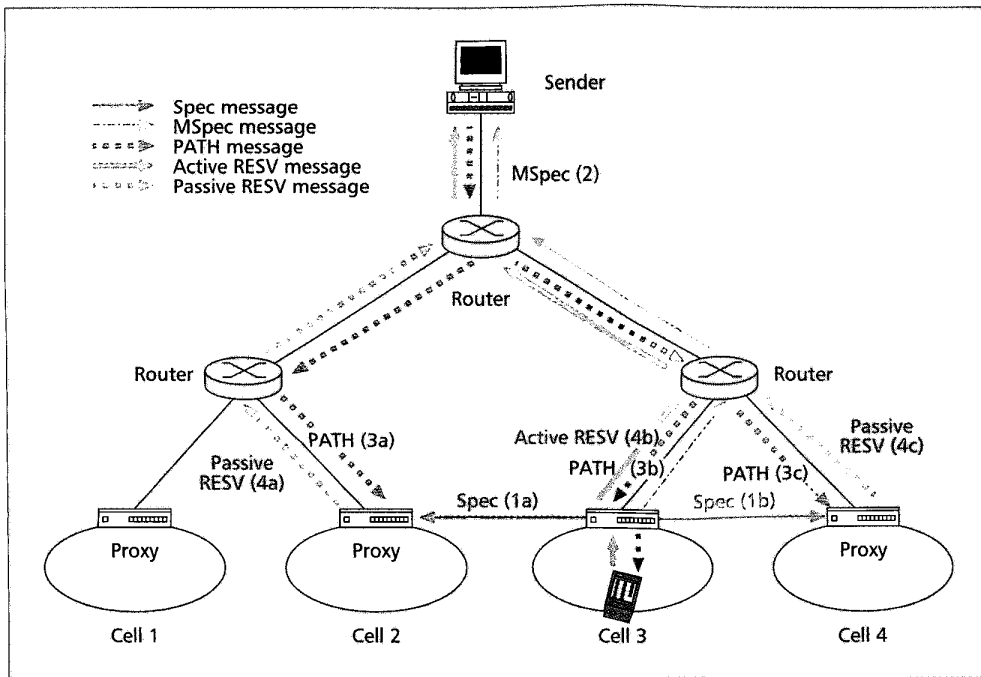 Sender
Spec message
MSpec message
PATH message
Active RESV message
Passive RESV message
MSpec (2)
Router
Router
Router
PATH (3a)
Passive
RESV (4a)
Active RESV (4b)
PATH (3b)
Passive
RESV (4c)
PATH (3c)
Spec (1a)
Spec (1b)
Proxy
Proxy
Proxy
Cell 1
Cell 2
Cell 3
Cell 4